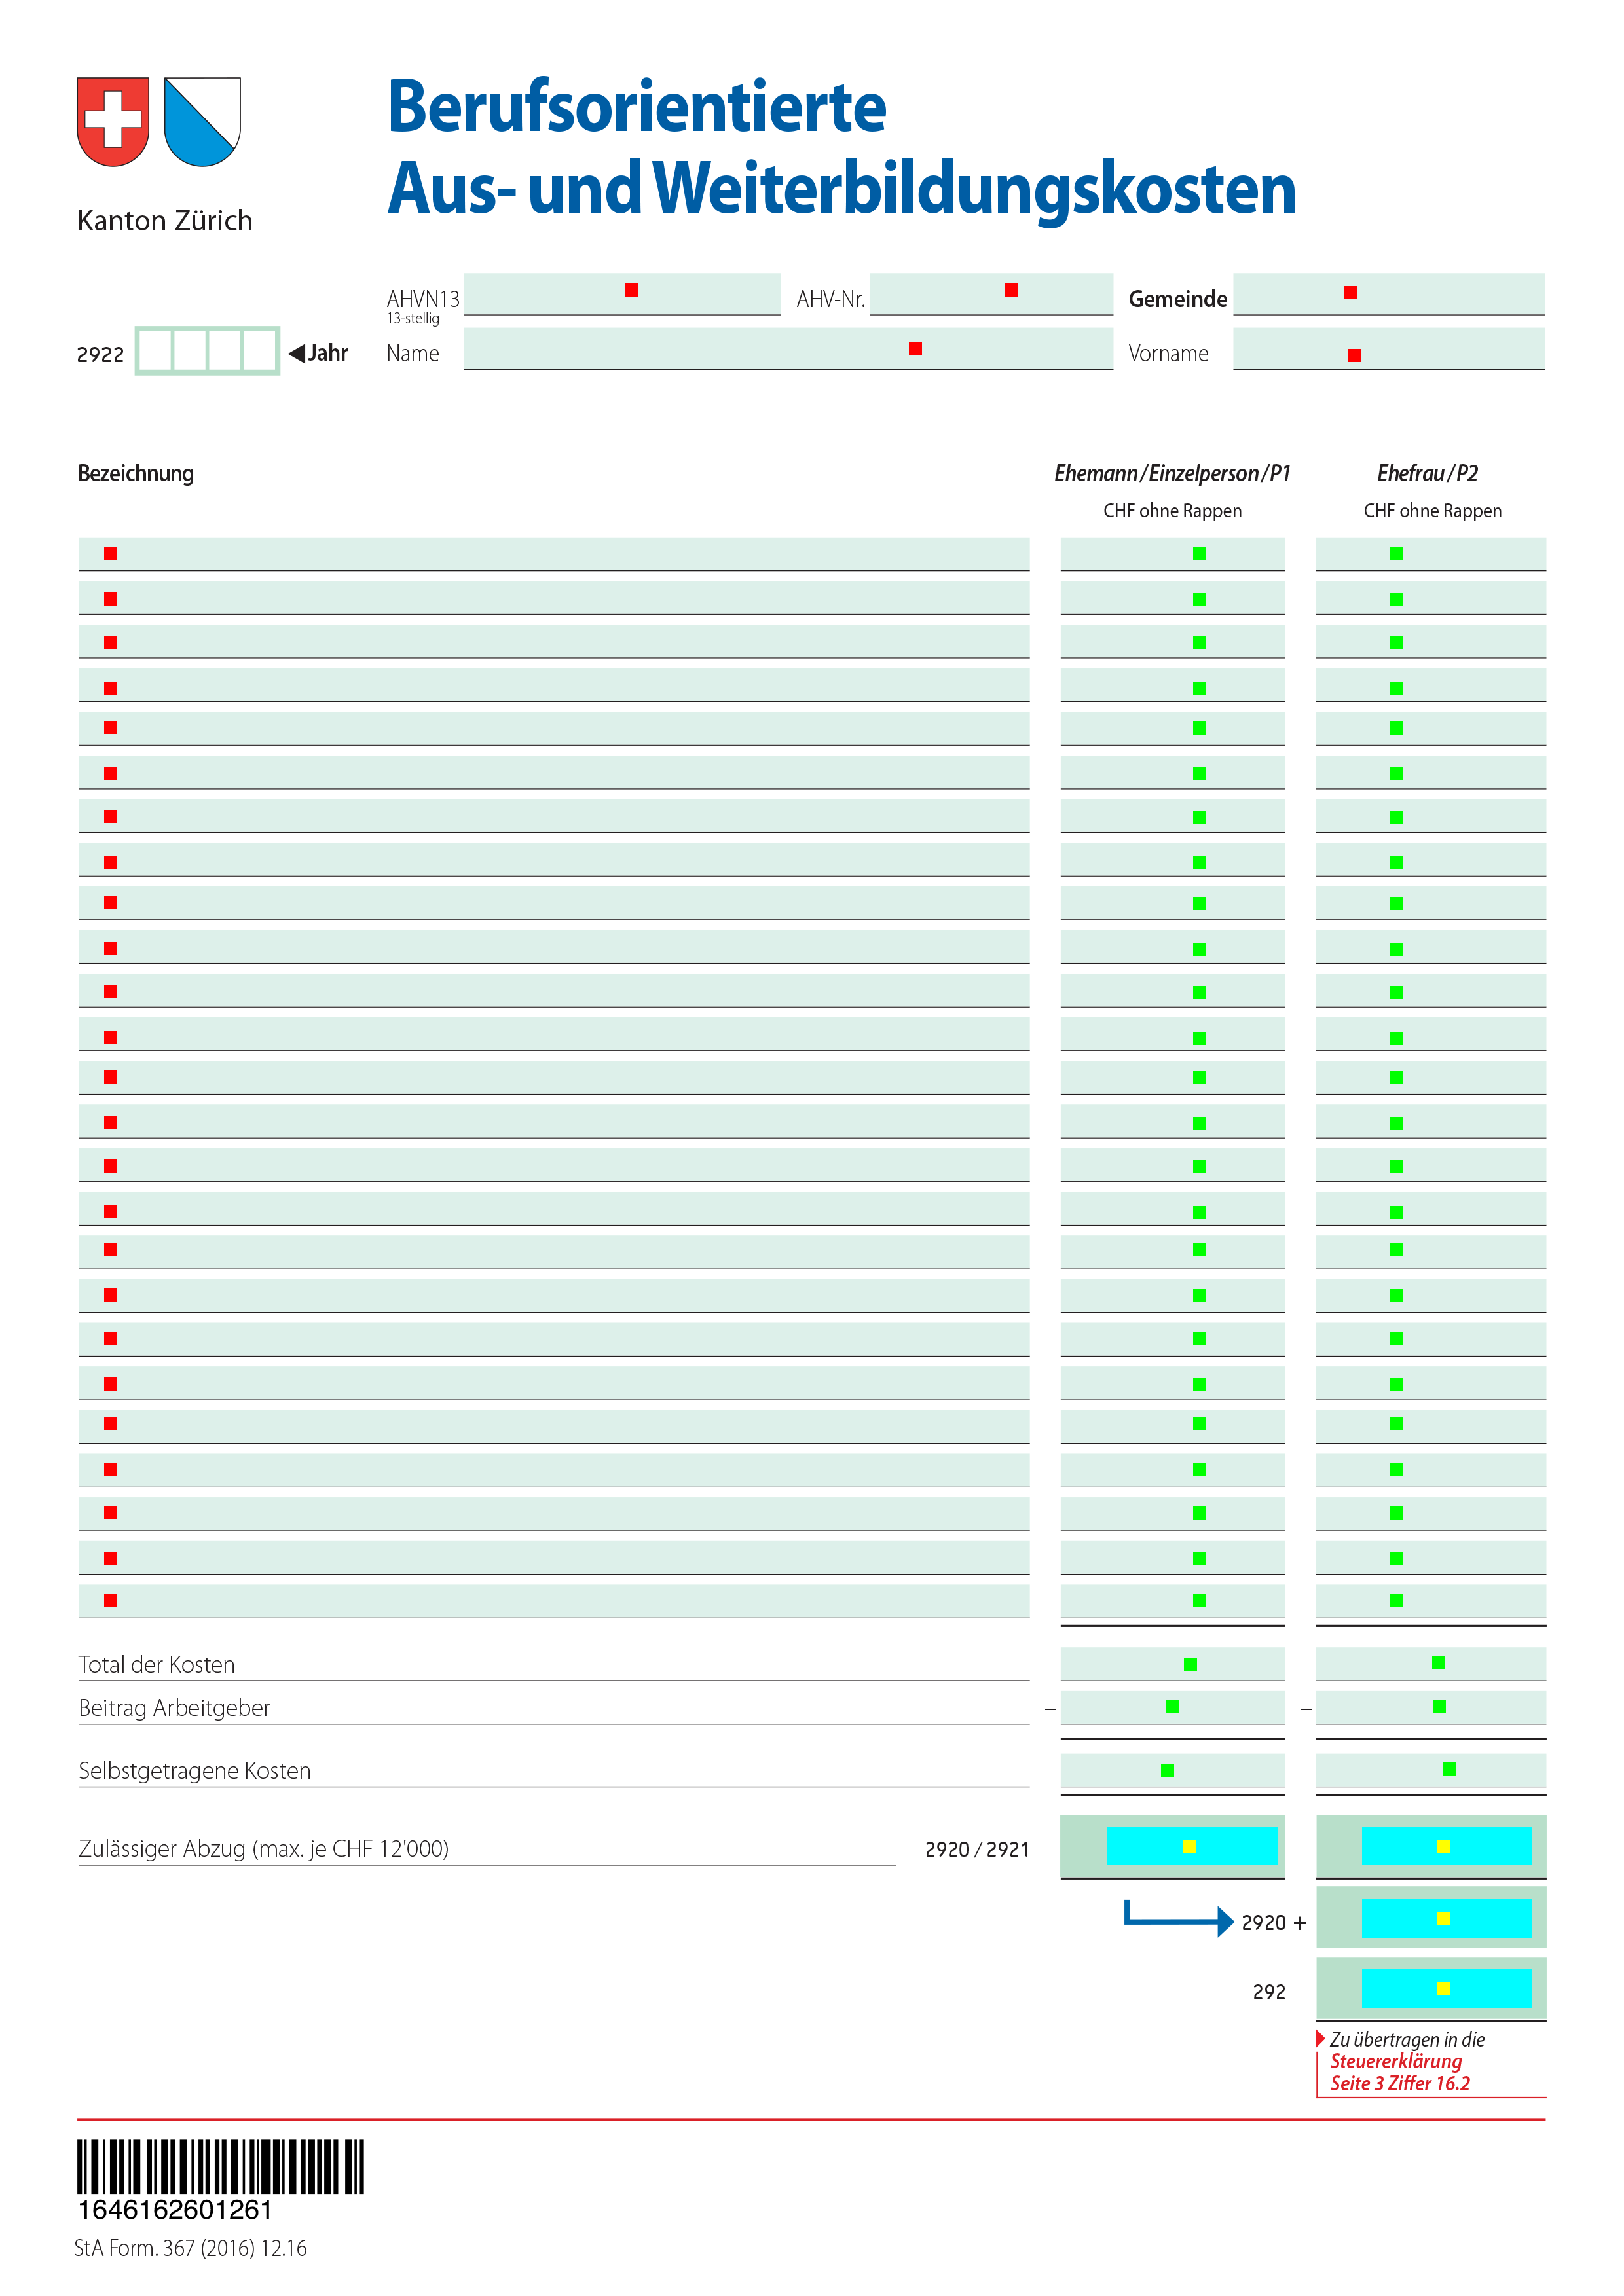 Berufsorientierte
Aus- und Weiterbildungskosten
Kanton Zürich
AHVN13 AHV-Nr. Gemeinde
13-stellig
2922 Jahr Name Vorname
Bezeichnung Ehemann/Einzelperson/P1 Ehefrau/P2
CHF ohne Rappen CHF ohne Rappen
Total der Kosten
Beitrag Arbeitgeber – –
Selbstgetragene Kosten
Zulässiger Abzug (max. je CHF 12'000) 2920 / 2921
2920 +
292
Zu übertragen in die
Steuererklärung
Seite 3 Ziffer 16.2
1646162601261
StA Form. 367 (2016) 12.16